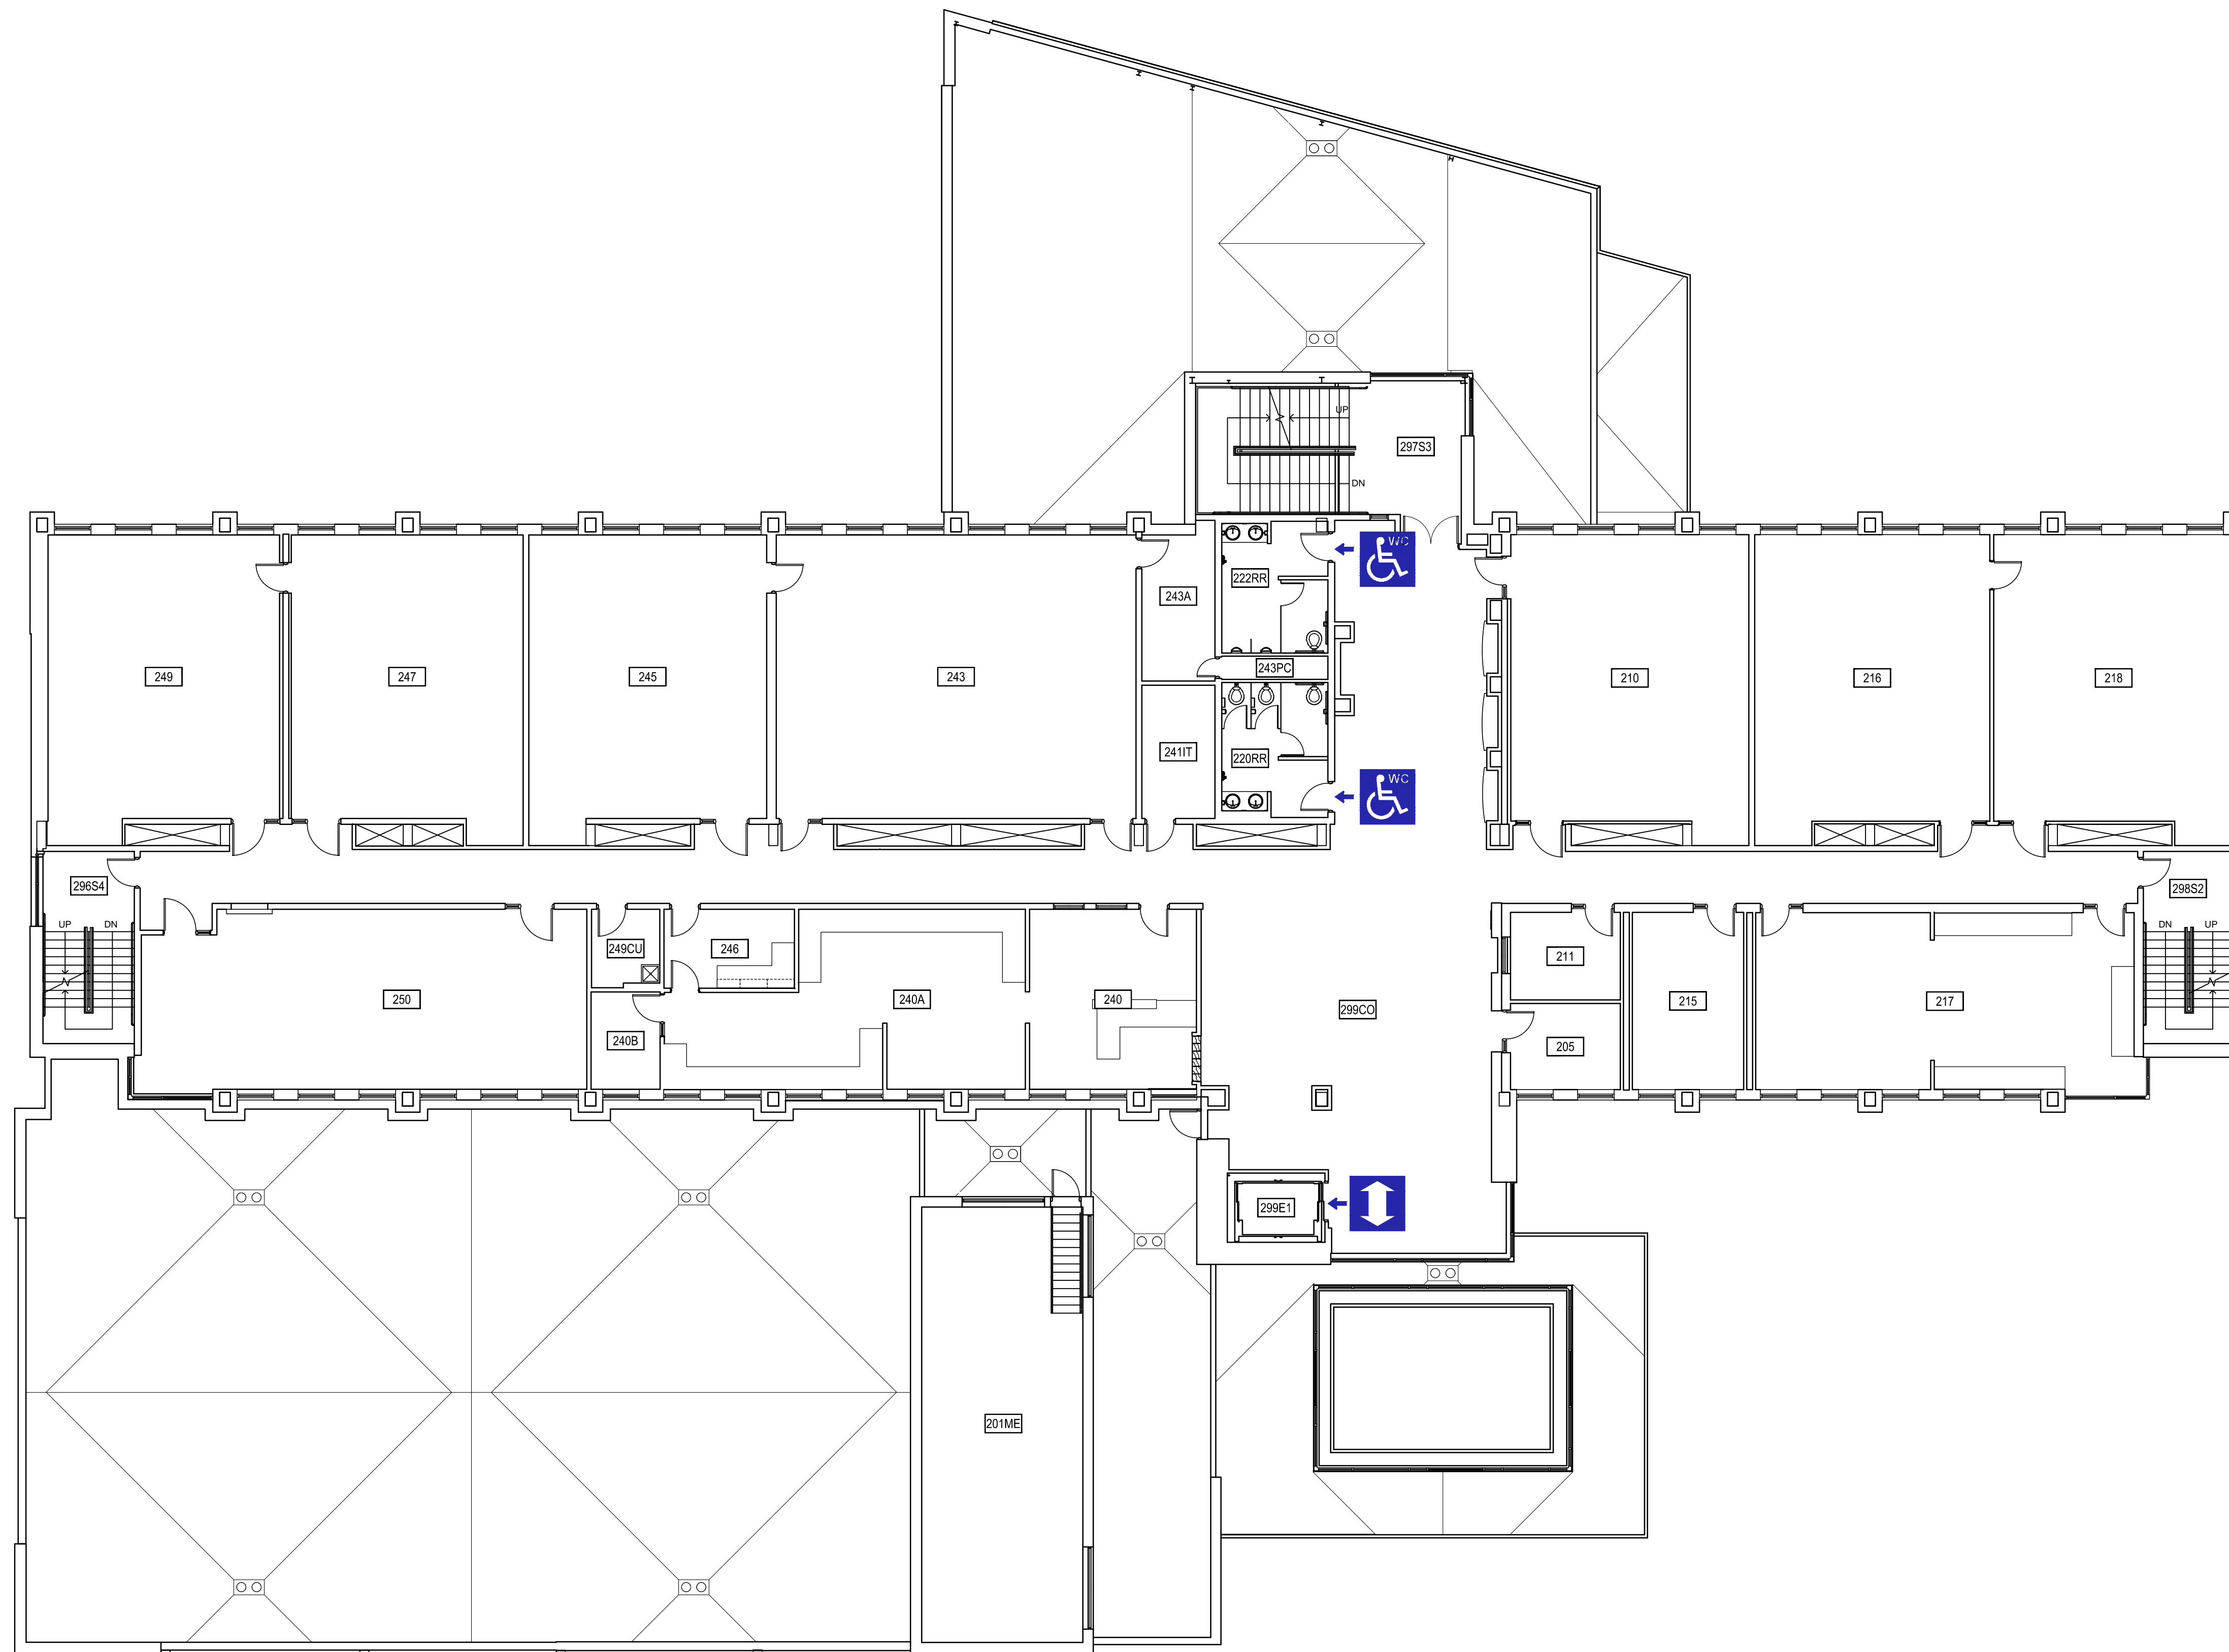 UP
297S3
DN
WC
222RR
243A
249
247
245
243
243PC
210
216
218
241IT
220RR
WC
296S4
UP
DN
298S2
DN
UP
249CU
246
211
250
240A
240
299CO
215
217
240B
205
299E1
201ME